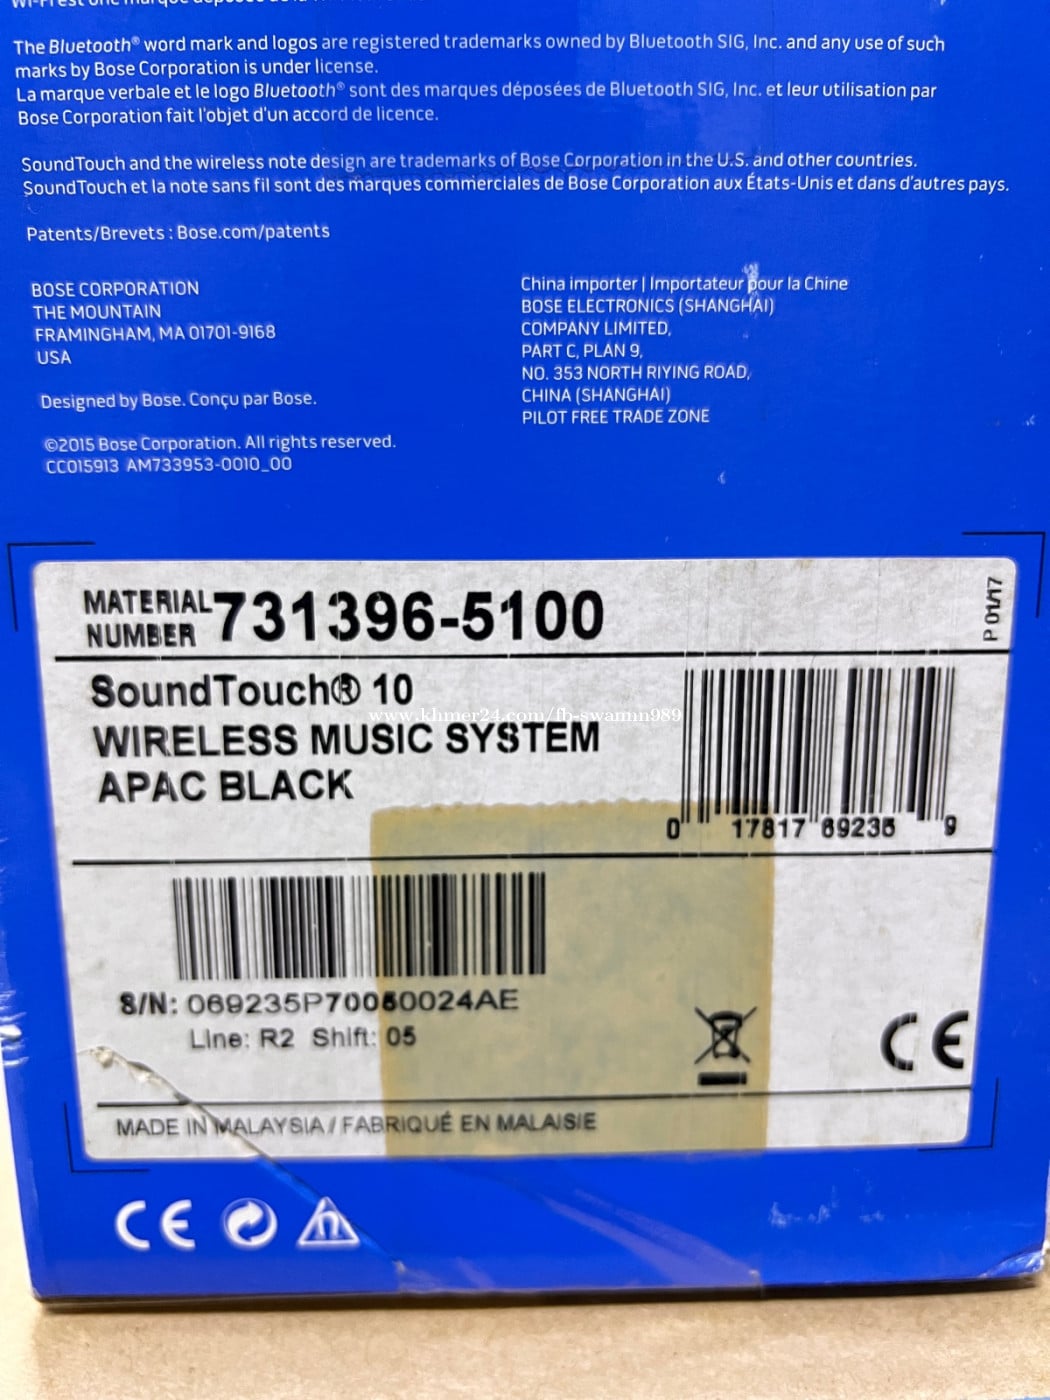 The Bluetooth® word mark and logos are registered trademarks owned by Bluetooth SIG, Inc. and any use of such
marks by Bose Corporation is under license.
La marque verbale et le logo Bluetooth® sont des marques déposées de Bluetooth SIG, Inc. et leur utilisation par
Bose Corporation fait l'objet d'un accord de licence.
SoundTouch and the wireless note design are trademarks of Bose Corporation in the U.S. and other countries.
SoundTouch et la note sans fil sont des marques commerciales de Bose Corporation aux États-Unis et dans d'autres pays.
Patents/Brevets : Bose.com/patents
BOSE CORPORATION
THE MOUNTAIN
FRAMINGHAM, MA 01701-9168
USA
Designed by Bose. Conçu par Bose.
©2015 Bose Corporation. All rights reserved.
CC015913 AM733953-0010_00
China importer | Importateur pour la Chine
BOSE ELECTRONICS (SHANGHAI)
COMPANY LIMITED,
PART C, PLAN 9,
NO. 353 NORTH RIYING ROAD,
CHINA (SHANGHAI)
PILOT FREE TRADE ZONE
MATERIAL
NUMBER
731396-5100
P 01/17
SoundTouch® 10
WIRELESS MUSIC SYSTEM
APAC BLACK
www.khmer24.com/fb-swamn989
0 17817 69235 9
S/N: 069235P70060024AE
Line: R2 Shift: 05
CE
MADE IN MALAYSIA / FABRIQUÉ EN MALAISIE
CE